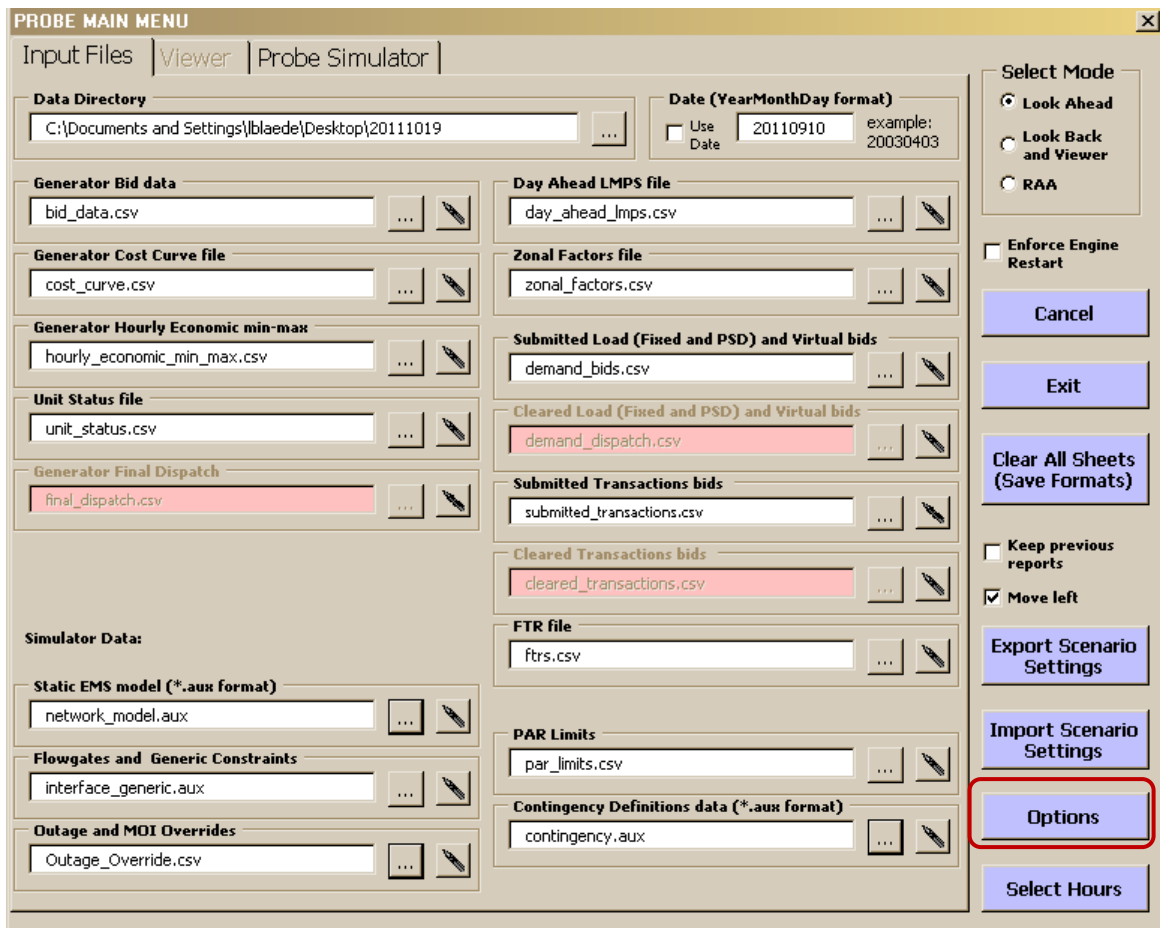 PROBE MAIN MENU
Input Files
Viewer
Probe Simulator
Data Directory
C:\Documents and Settings\lblaede\Desktop\20111019
...
Date (YearMonthDay format)
Use
Date
20110910
example:
20030403
Generator Bid data
bid_data.csv
...
Generator Cost Curve file
cost_curve.csv
...
Generator Hourly Economic min-max
hourly_economic_min_max.csv
...
Unit Status file
unit_status.csv
...
Generator Final Dispatch
final_dispatch.csv
...
Simulator Data:
Static EMS model (*.aux format)
network_model.aux
...
Flowgates and Generic Constraints
interface_generic.aux
...
Outage and MOI Overrides
Outage_Override.csv
...
Day Ahead LMPS file
day_ahead_lmps.csv
...
Zonal Factors file
zonal_factors.csv
...
Submitted Load (Fixed and PSD) and Virtual bids
demand_bids.csv
...
Cleared Load (Fixed and PSD) and Virtual bids
demand_dispatch.csv
...
Submitted Transactions bids
submitted_transactions.csv
...
Cleared Transactions bids
cleared_transactions.csv
...
FTR file
ftrs.csv
...
PAR Limits
par_limits.csv
...
Contingency Definitions data (*.aux format)
contingency.aux
...
Select Mode
Look Ahead
Look Back
and Viewer
RAA
Enforce Engine
Restart
Cancel
Exit
Clear All Sheets
(Save Formats)
Keep previous
reports
Move left
Export Scenario
Settings
Import Scenario
Settings
Options
Select Hours